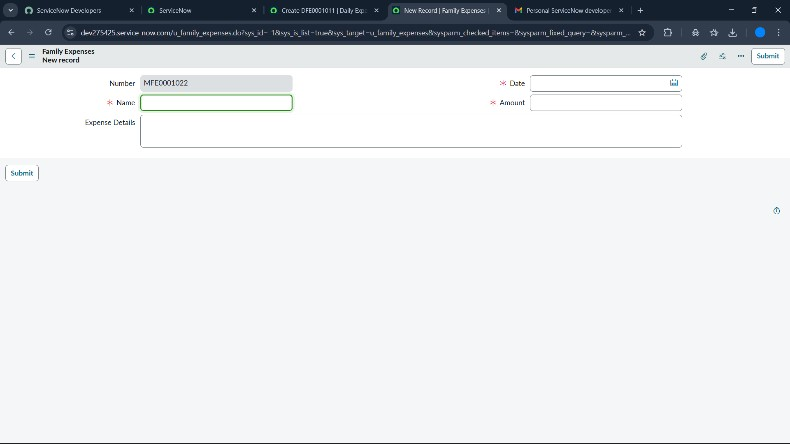 ServiceNow Developers
ServiceNow
Create DFE0001011 | Daily Exp
New Record | Family Expenses |
Personal ServiceNow developer
dev275425.service-now.com/u_family_expenses.do?sys_id=-1&sys_is_list=true&sys_target=u_family_expenses&sysparm_checked_items=&sysparm_fixed_query=&sysparm_...
Family Expenses
New record
Submit
Number MFE0001022
* Date
* Name
* Amount
Expense Details
Submit